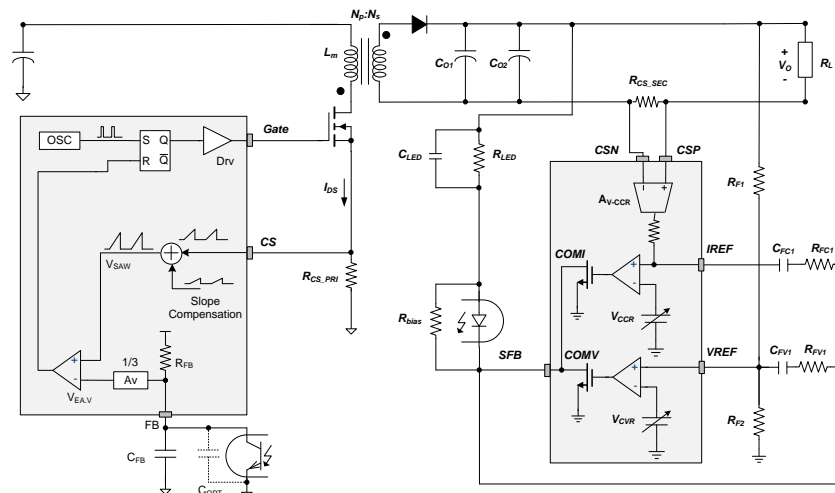 Np:Ns
Lm
CO1
CO2
+
VO
-
RL
RCS_SEC
OSC
S Q
R Q̅
Drv
Gate
CLED
RLED
CSN
CSP
RF1
IDS
AV-CCR
+
VSAW
CS
COMI
IREF
CFC1
RFC1
RCS_PRI
Slope
Compensation
+
-
VCCR
Rbias
SFB
COMV
VREF
CFV1
RFV1
1/3
RFB
+
-
Av
VEA.V
+
-
VCVR
RF2
FB
CFB
COPT